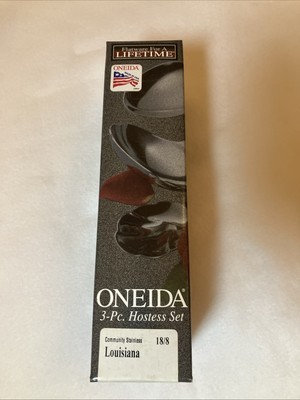 Flatware For A
LIFETIME
ONEIDA
ONEIDA®
3-Pc. Hostess Set
Community Stainless 18/8
Louisiana